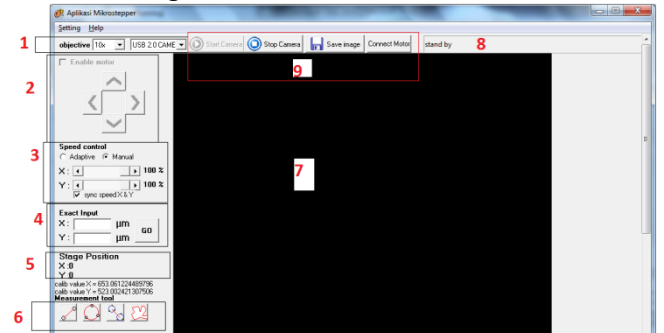 Aplikasi Mikrostepper
Setting Help
1 objective 10x USB 2.0 CAME Start Camera Stop Camera Save image Connect Motor stand by 8
9
Enable motor
2
Speed control
3 Adaptive Manual
X : 100 %
Y : 100 %
sync speed X & Y
7
Exact Input
4 X : µm GO
Y : µm
Stage Position
5 X :0
Y :0
calib value X = 653.061224489796
calib value Y = 523.002421307506
Measurement tool
6